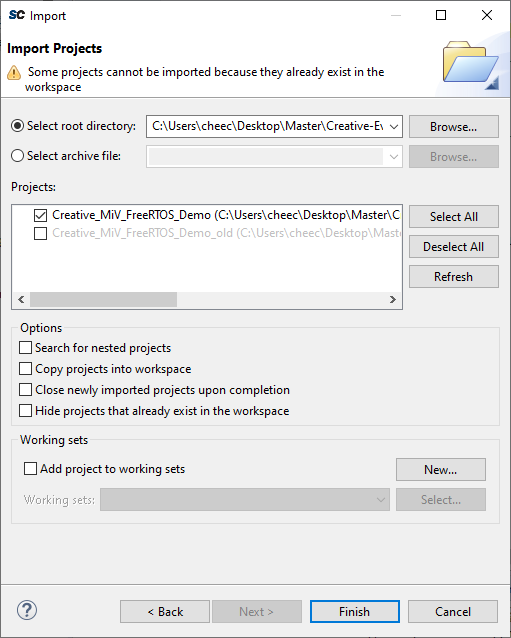 SC Import
Import Projects
Some projects cannot be imported because they already exist in the
workspace
Select root directory: C:\Users\cheec\Desktop\Master\Creative-Ev Browse...
Select archive file: Browse...
Projects:
Creative_MiV_FreeRTOS_Demo (C:\Users\cheec\Desktop\Master\C Select All
Creative_MiV_FreeRTOS_Demo_old (C:\Users\cheec\Desktop\Maste Deselect All
Refresh
Options
Search for nested projects
Copy projects into workspace
Close newly imported projects upon completion
Hide projects that already exist in the workspace
Working sets
Add project to working sets New...
Working sets: Select...
? < Back Next > Finish Cancel